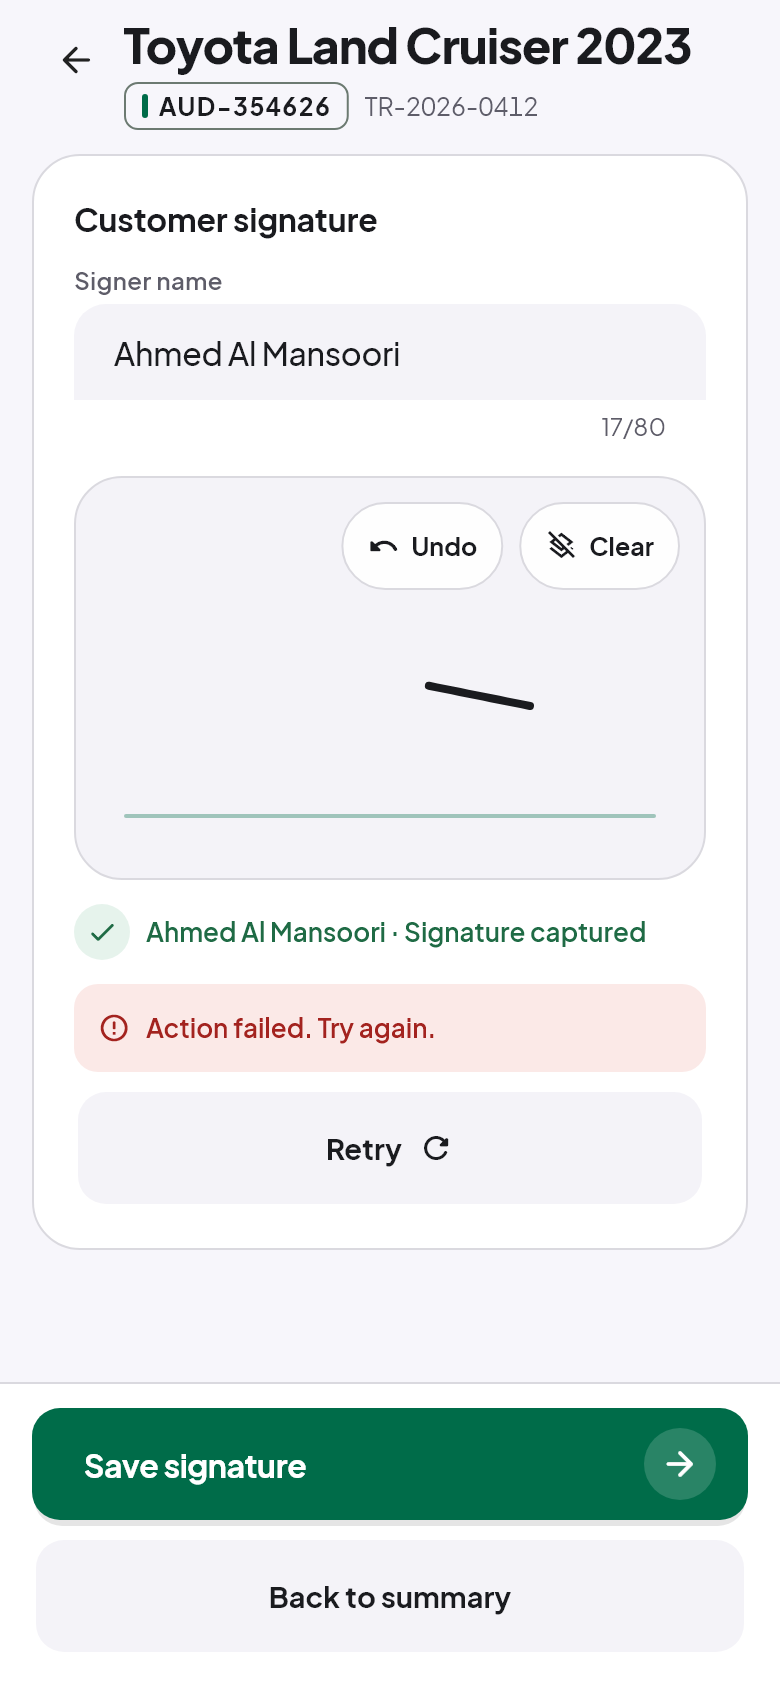 Toyota Land Cruiser 2023
AUD-354626 TR-2026-0412
Customer signature
Signer name
Ahmed Al Mansoori
17/80
Undo Clear
Ahmed Al Mansoori · Signature captured
Action failed. Try again.
Retry
Save signature
Back to summary